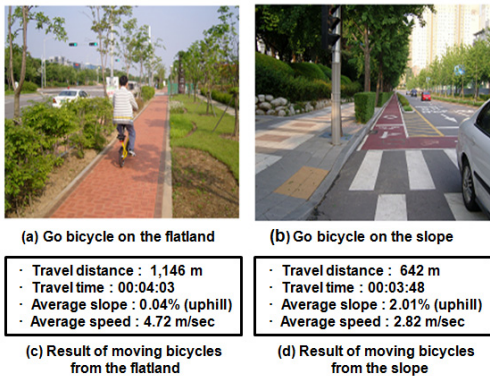 (a) Go bicycle on the flatland
(b) Go bicycle on the slope
· Travel distance : 1,146 m
· Travel time : 00:04:03
· Average slope : 0.04% (uphill)
· Average speed : 4.72 m/sec
· Travel distance : 642 m
· Travel time : 00:03:48
· Average slope : 2.01% (uphill)
· Average speed : 2.82 m/sec
(c) Result of moving bicycles
from the flatland
(d) Result of moving bicycles
from the slope